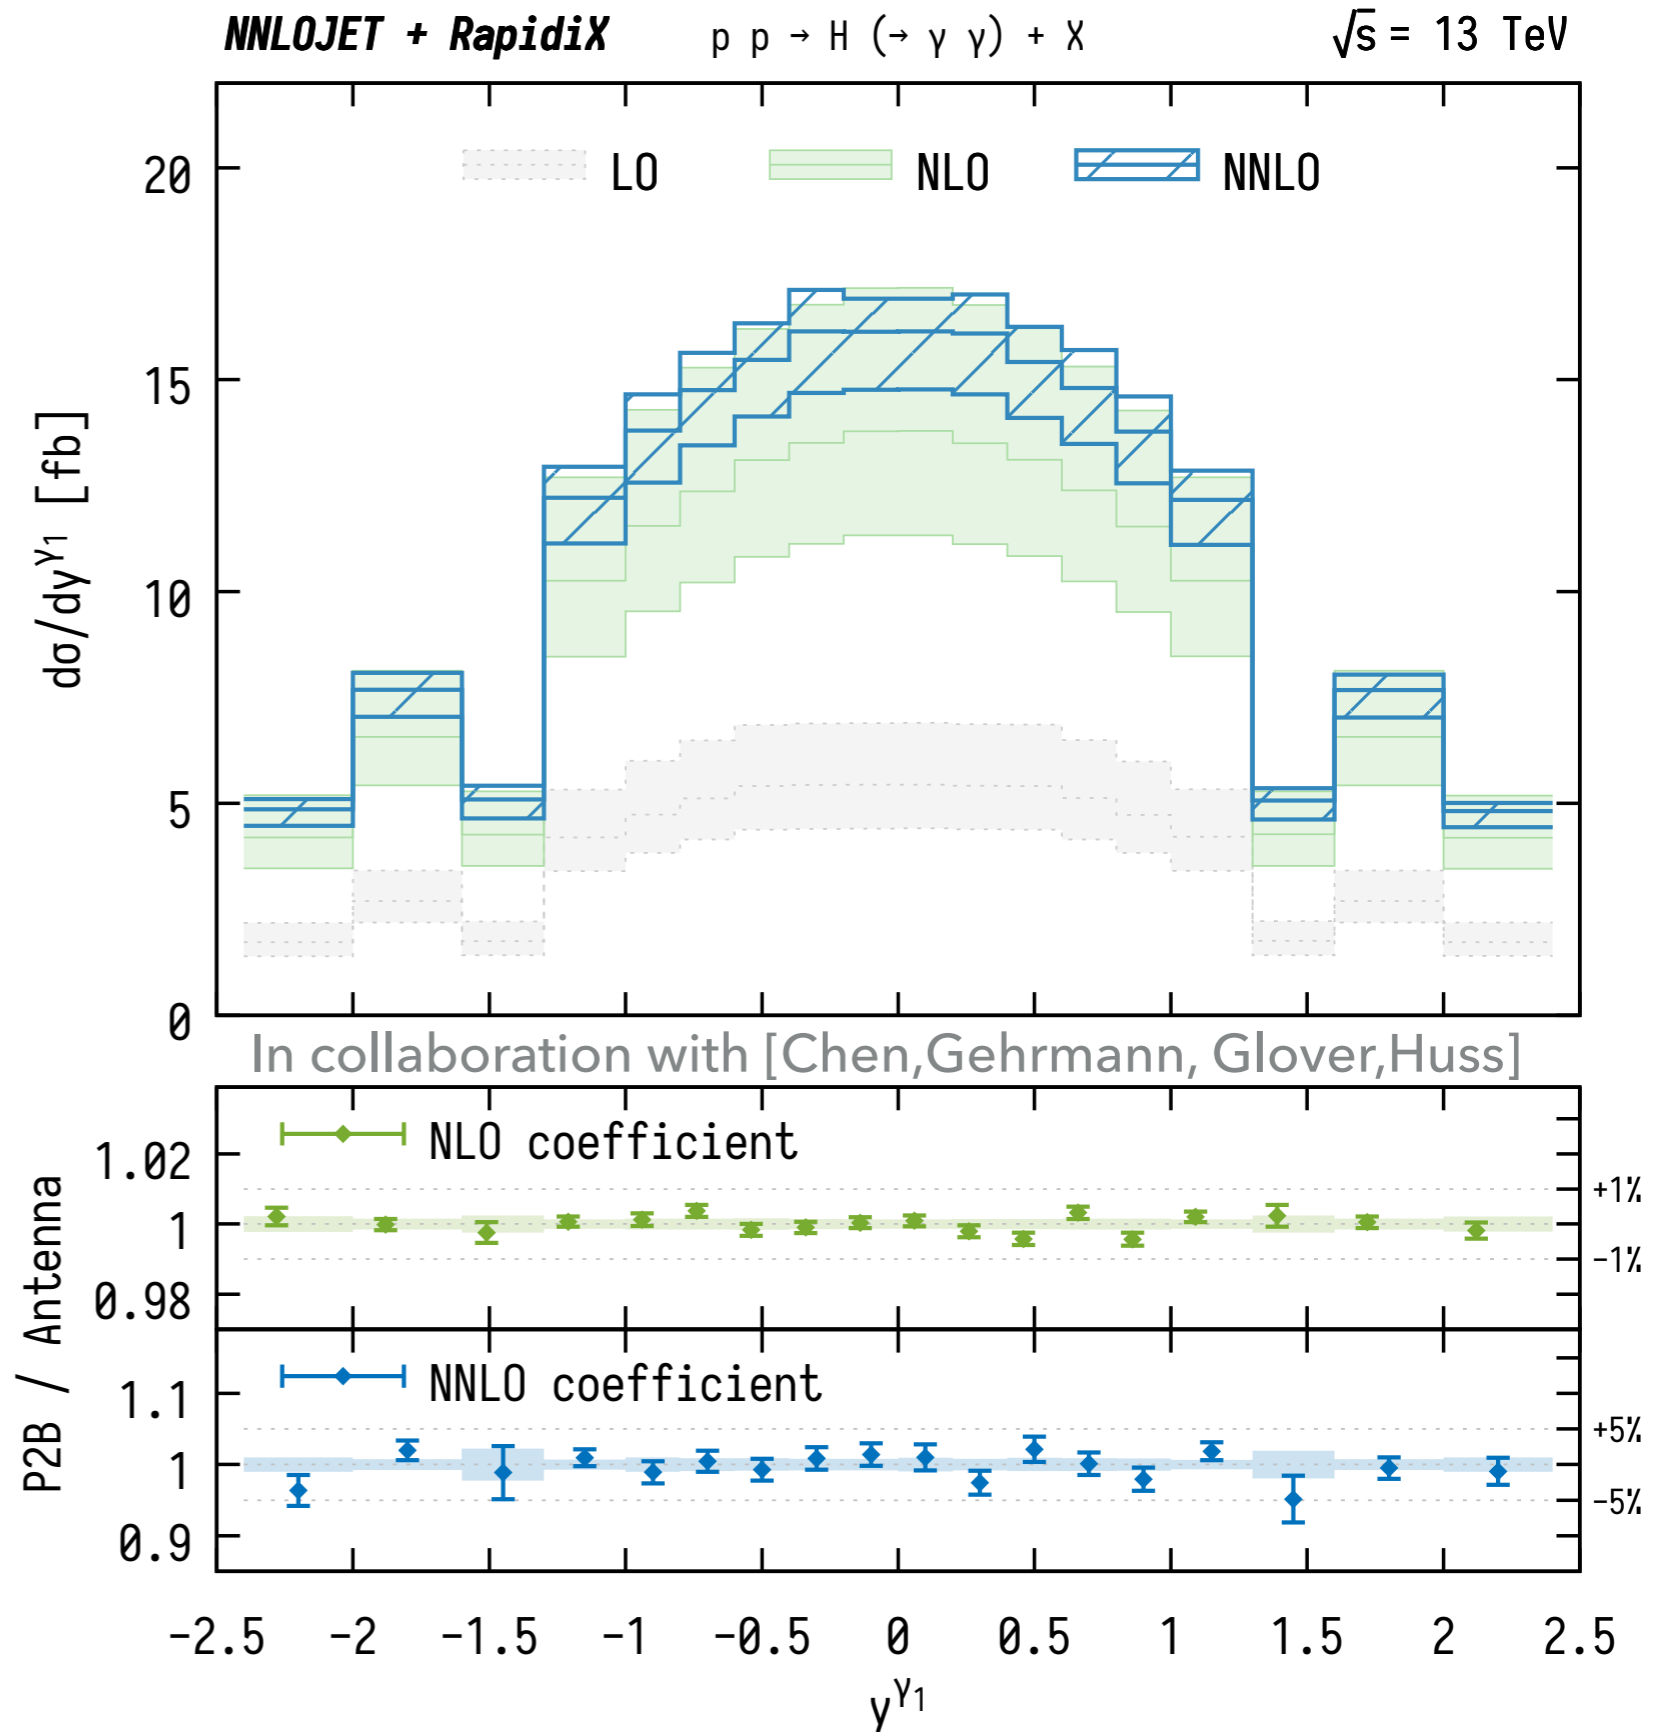 NNLOJET + RapidiX p p → H (→ γ γ) + X √s = 13 TeV
LO NLO NNLO
20
15
10
5
0
dσ/dyγ1 [fb]
In collaboration with [Chen,Gehrmann, Glover,Huss]
NLO coefficient
1.02
1
0.98
+1%
-1%
P2B / Antenna
NNLO coefficient
1.1
1
0.9
+5%
-5%
-2.5 -2 -1.5 -1 -0.5 0 0.5 1 1.5 2 2.5
yγ1